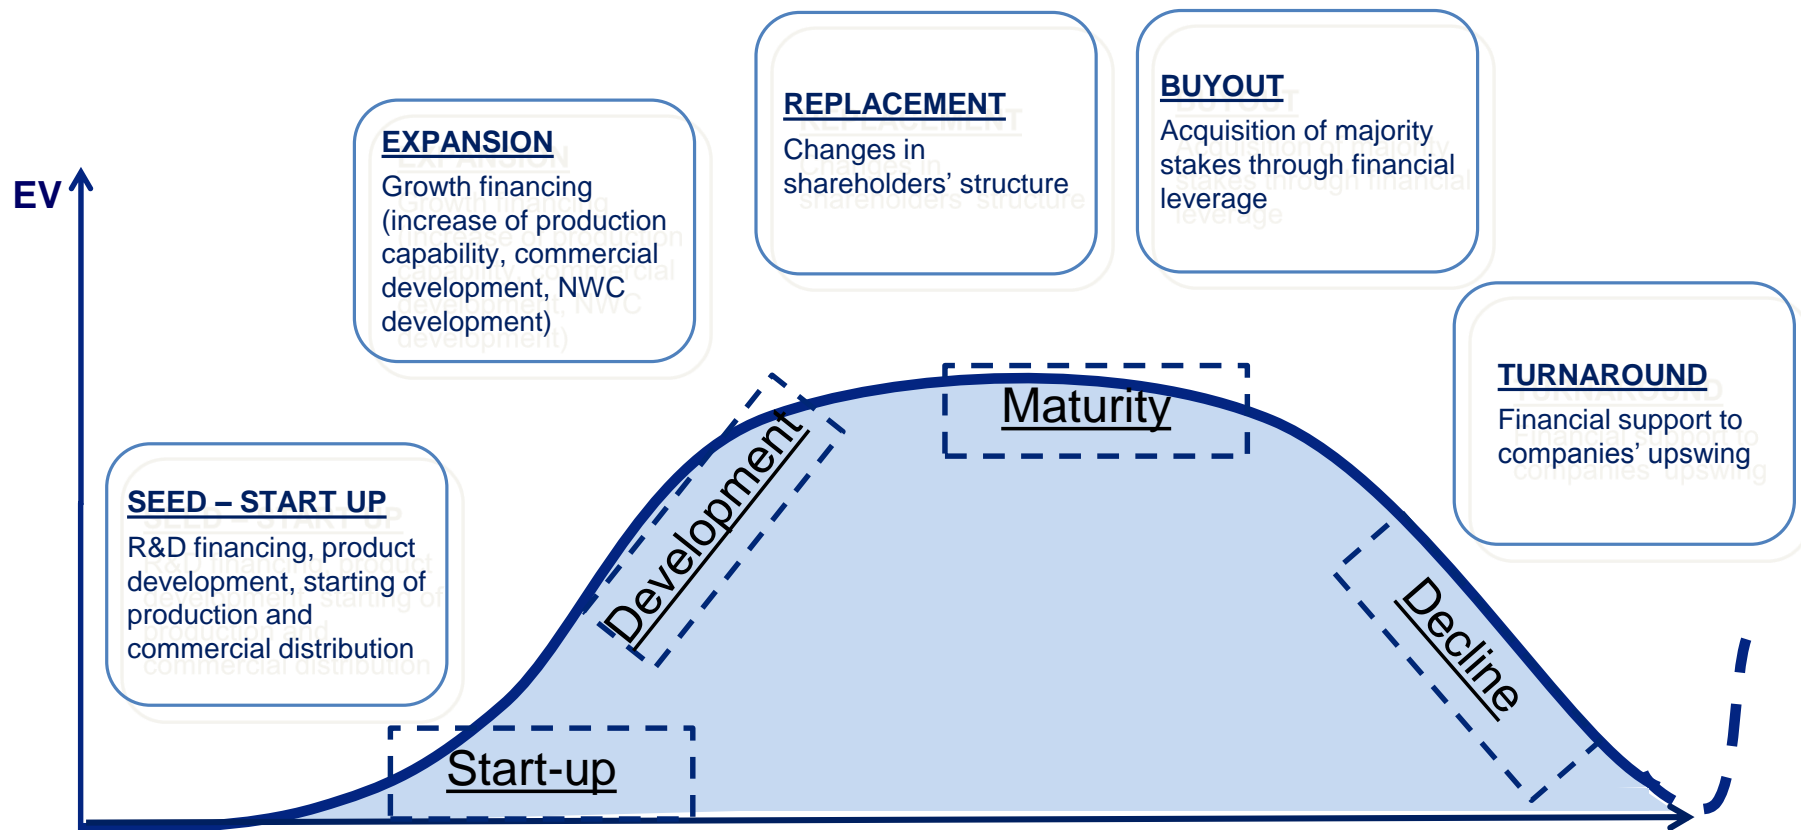 REPLACEMENT
Changes in
shareholders’ structure
BUYOUT
Acquisition of majority
stakes through financial
leverage
EXPANSION
Growth financing
(increase of production
capability, commercial
development, NWC
development)
EV
TURNAROUND
Financial support to
companies’ upswing
SEED – START UP
R&D financing, product
development, starting of
production and
commercial distribution
Start-up
Development
Maturity
Decline